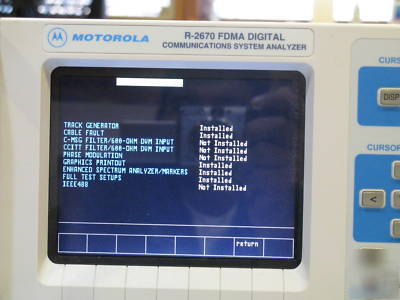 MOTOROLA
R-2670 FDMA DIGITAL
COMMUNICATIONS SYSTEM ANALYZER
CURS
DISP
CURSOR
<
TRACK GENERATOR Installed
CABLE FAULT Installed
C-MSG FILTER/600-OHM DVM INPUT Not Installed
CCITT FILTER/600-OHM DVM INPUT Not Installed
PHASE MODULATION Not Installed
GRAPHICS PRINTOUT Installed
ENHANCED SPECTRUM ANALYZER/MARKERS Installed
FULL TEST SETUPS Installed
IEEE488 Not Installed
return